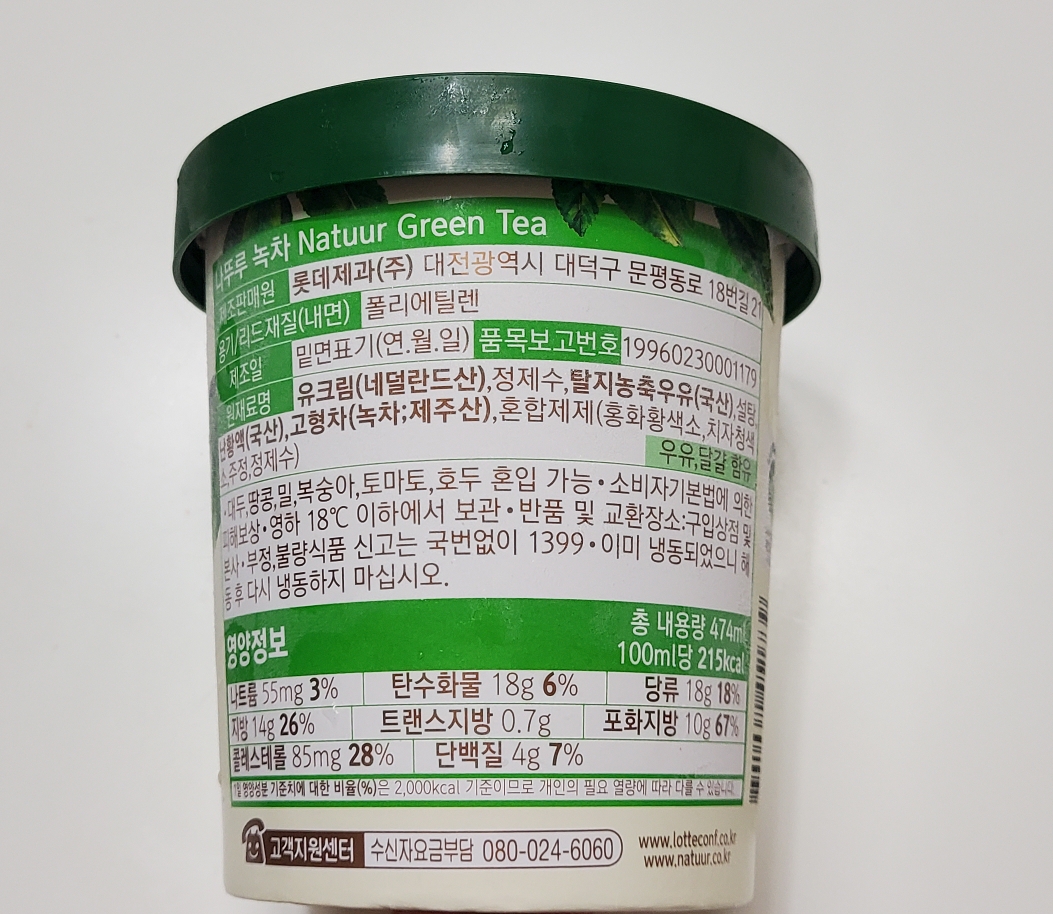 나뚜루 녹차 Natuur Green Tea
제조판매원 롯데제과(주) 대전광역시 대덕구 문평동로 18번길 21
용기/리드재질(내면) 폴리에틸렌
제조일 밑면표기(연.월.일) 품목보고번호 19960230001179
원재료명 유크림(네덜란드산),정제수,탈지농축우유(국산),설탕,
난황액(국산),고형차(녹차;제주산),혼합제제(홍화황색소,치자청색
소,주정,정제수) 우유,달걀 함유
•대두,땅콩,밀,복숭아,토마토,호두 혼입 가능•소비자기본법에 의한
피해보상•영하 18℃ 이하에서 보관•반품 및 교환장소:구입상점 및
본사•부정,불량식품 신고는 국번없이 1399•이미 냉동되었으니 해
동 후 다시 냉동하지 마십시오.
영양정보 총 내용량 474ml
100ml당 215kcal
나트륨 55mg 3% 탄수화물 18g 6% 당류 18g 18%
지방 14g 26% 트랜스지방 0.7g 포화지방 10g 67%
콜레스테롤 85mg 28% 단백질 4g 7%
1일 영양성분 기준치에 대한 비율(%)은 2,000kcal 기준이므로 개인의 필요 열량에 따라 다를 수 있습니다.
고객지원센터 수신자요금부담 080-024-6060
www.lotteconf.co.kr
www.natuur.co.kr